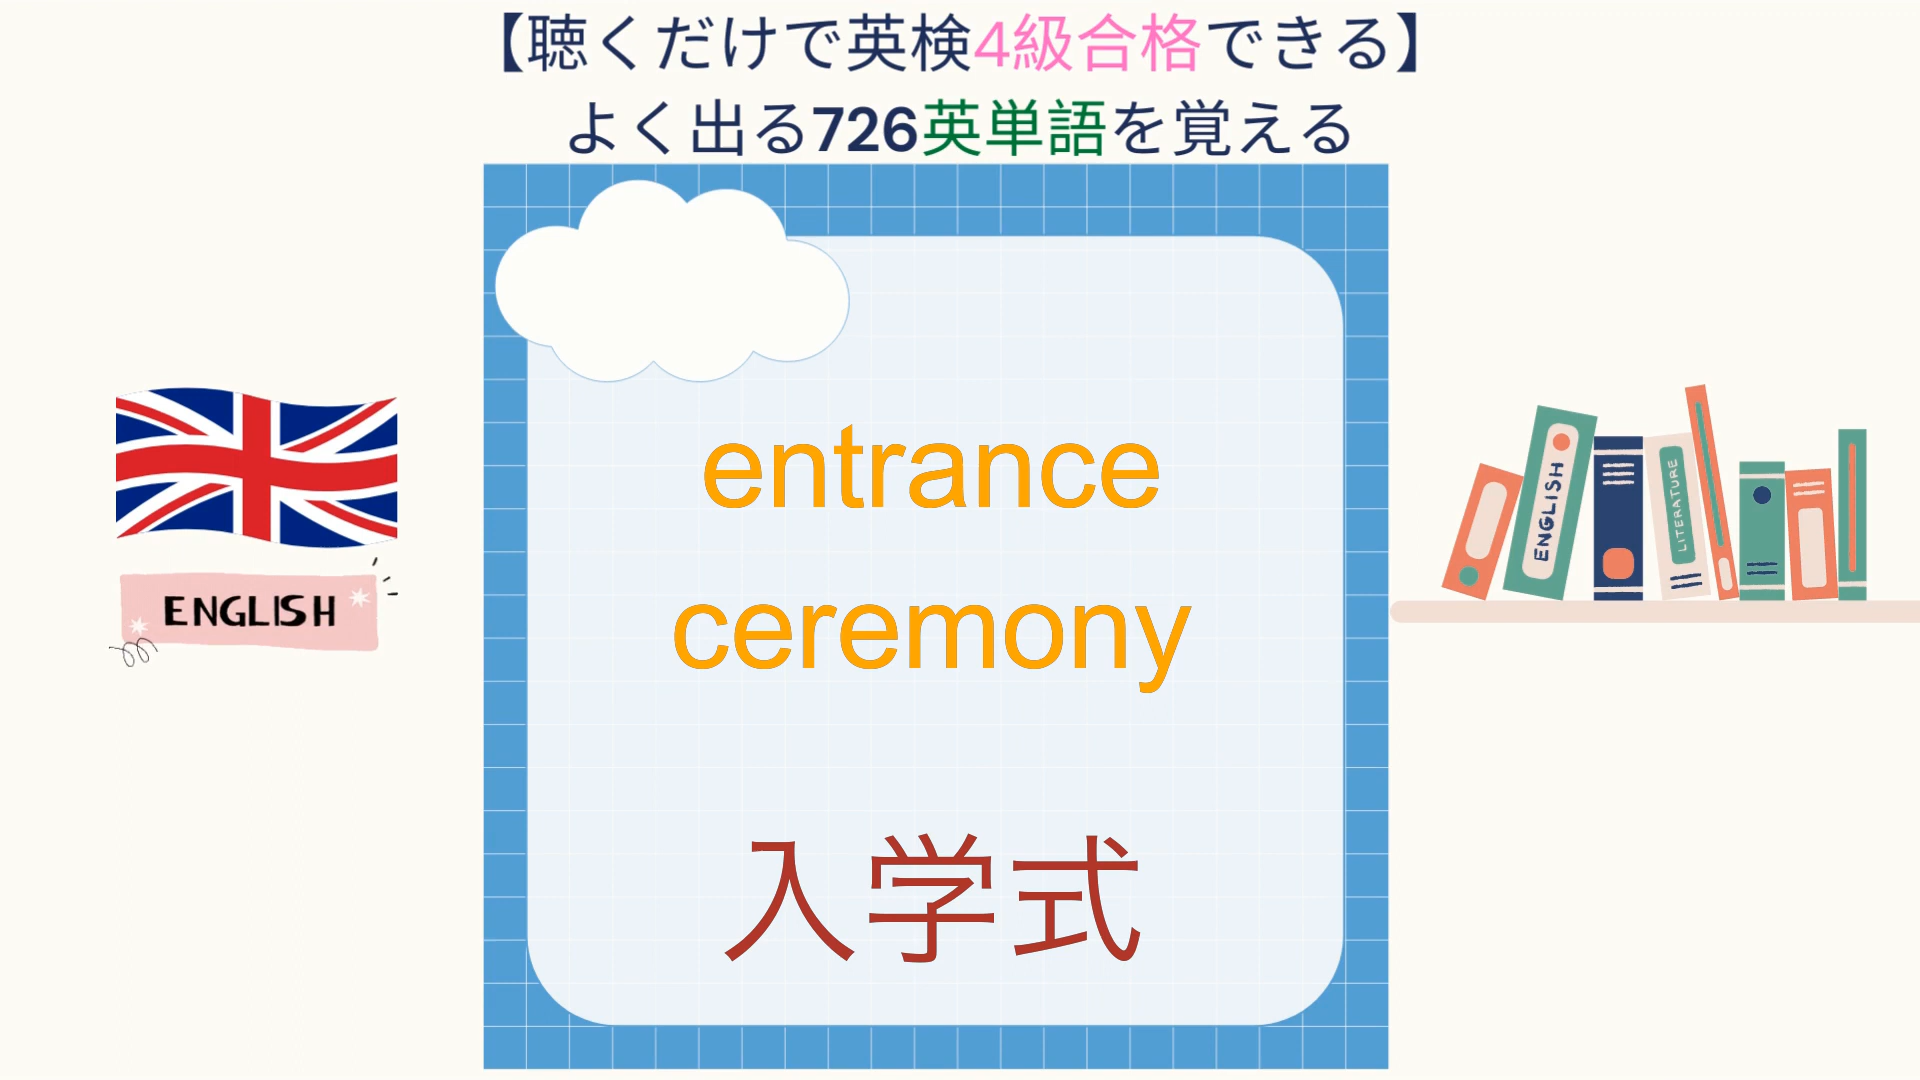 【聴くだけで英検4級合格できる】
よく出る726英単語を覚える
entrance
ceremony
入学式
ENGLISH
ENGLISH
LITERATURE